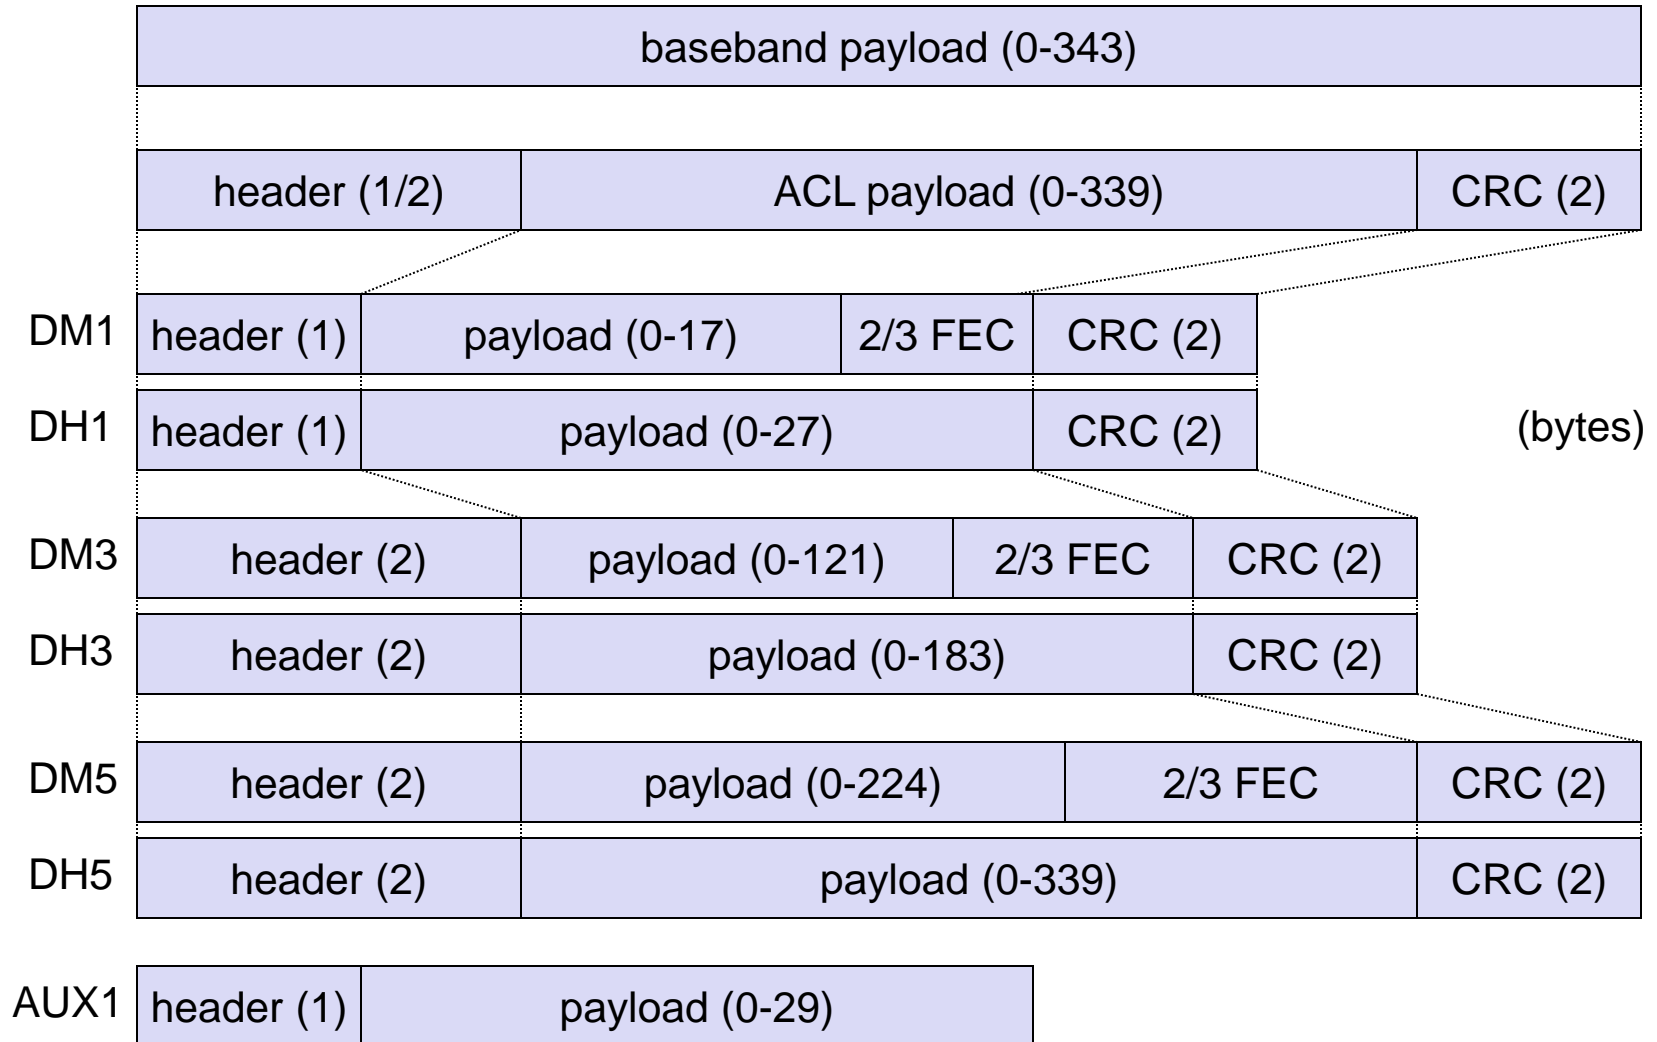 baseband payload (0-343)
header (1/2) ACL payload (0-339) CRC (2)
DM1 header (1) payload (0-17) 2/3 FEC CRC (2)
DH1 header (1) payload (0-27) CRC (2) (bytes)
DM3 header (2) payload (0-121) 2/3 FEC CRC (2)
DH3 header (2) payload (0-183) CRC (2)
DM5 header (2) payload (0-224) 2/3 FEC CRC (2)
DH5 header (2) payload (0-339) CRC (2)
AUX1 header (1) payload (0-29)